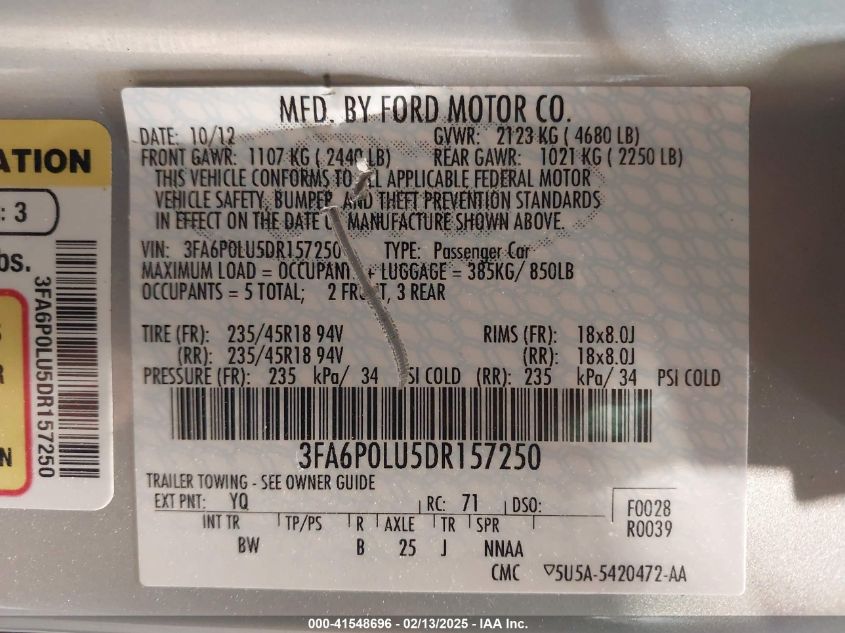 ATION
: 3
bs.
3FA6P0LU5DR157250
R
N
MFD. BY FORD MOTOR CO.
DATE: 10/12 GVWR: 2123 KG ( 4680 LB)
FRONT GAWR: 1107 KG ( 2440 LB) REAR GAWR: 1021 KG ( 2250 LB)
THIS VEHICLE CONFORMS TO ALL APPLICABLE FEDERAL MOTOR
VEHICLE SAFETY, BUMPER, AND THEFT PREVENTION STANDARDS
IN EFFECT ON THE DATE OF MANUFACTURE SHOWN ABOVE.
VIN: 3FA6P0LU5DR157250 TYPE: Passenger Car
MAXIMUM LOAD = OCCUPANTS + LUGGAGE = 385KG/ 850LB
OCCUPANTS = 5 TOTAL; 2 FRONT, 3 REAR
TIRE (FR): 235/45R18 94V RIMS (FR): 18x8.0J
(RR): 235/45R18 94V (RR): 18x8.0J
PRESSURE (FR): 235 kPa/ 34 PSI COLD (RR): 235 kPa/ 34 PSI COLD
3FA6P0LU5DR157250
TRAILER TOWING - SEE OWNER GUIDE
EXT PNT: YQ RC: 71 DSO: F0028
R0039
INT TR TP/PS R AXLE TR SPR
BW B 25 J NNAA
CMC ▽5U5A-5420472-AA
000-41548696 - 02/13/2025 - IAA Inc.